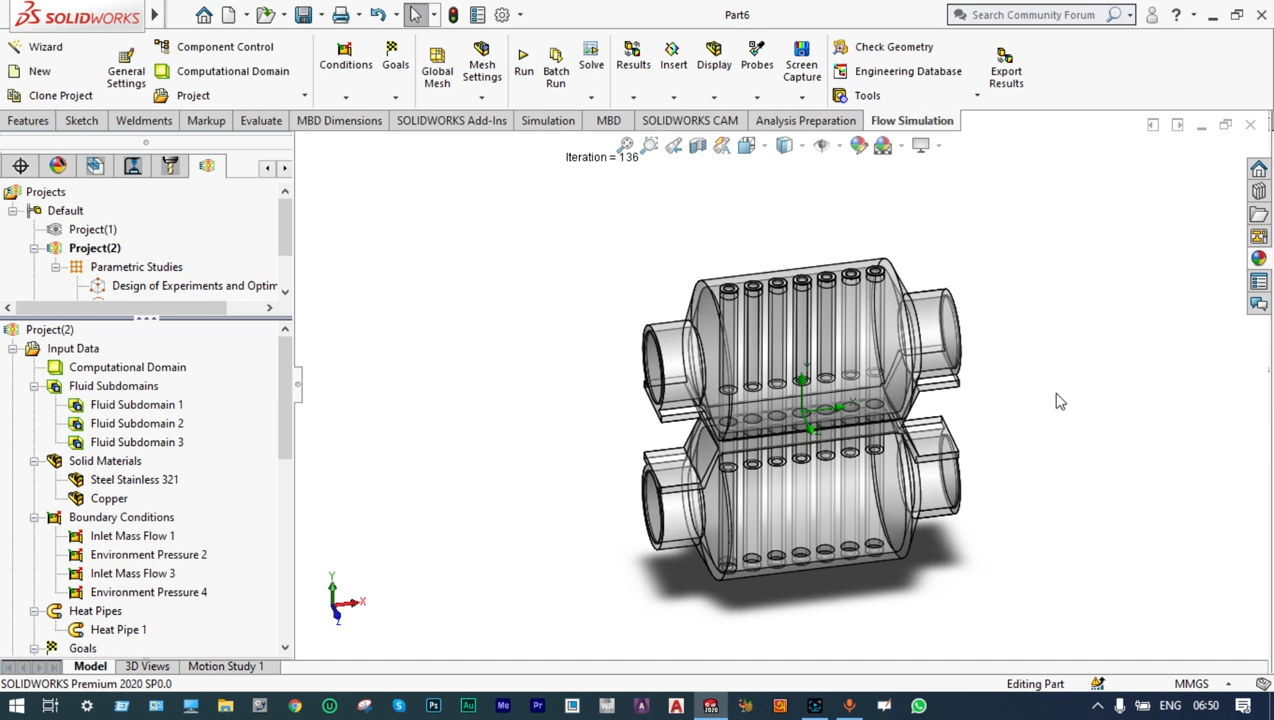 SOLIDWORKS
Part6
Search Community Forum
?
Wizard
New
Clone Project
General
Settings
Component Control
Computational Domain
Project
Conditions
Goals
Global
Mesh
Mesh
Settings
Run
Batch
Run
Solve
Results
Insert
Display
Probes
Screen
Capture
Check Geometry
Engineering Database
Tools
Export
Results
Features
Sketch
Weldments
Markup
Evaluate
MBD Dimensions
SOLIDWORKS Add-Ins
Simulation
MBD
SOLIDWORKS CAM
Analysis Preparation
Flow Simulation
Iteration = 136
Projects
Default
Project(1)
Project(2)
Parametric Studies
Design of Experiments and Optim
Project(2)
Input Data
Computational Domain
Fluid Subdomains
Fluid Subdomain 1
Fluid Subdomain 2
Fluid Subdomain 3
Solid Materials
Steel Stainless 321
Copper
Boundary Conditions
Inlet Mass Flow 1
Environment Pressure 2
Inlet Mass Flow 3
Environment Pressure 4
Heat Pipes
Heat Pipe 1
Goals
Y
X
Z
Model
3D Views
Motion Study 1
SOLIDWORKS Premium 2020 SP0.0
Editing Part
MMGS
ENG
06:50